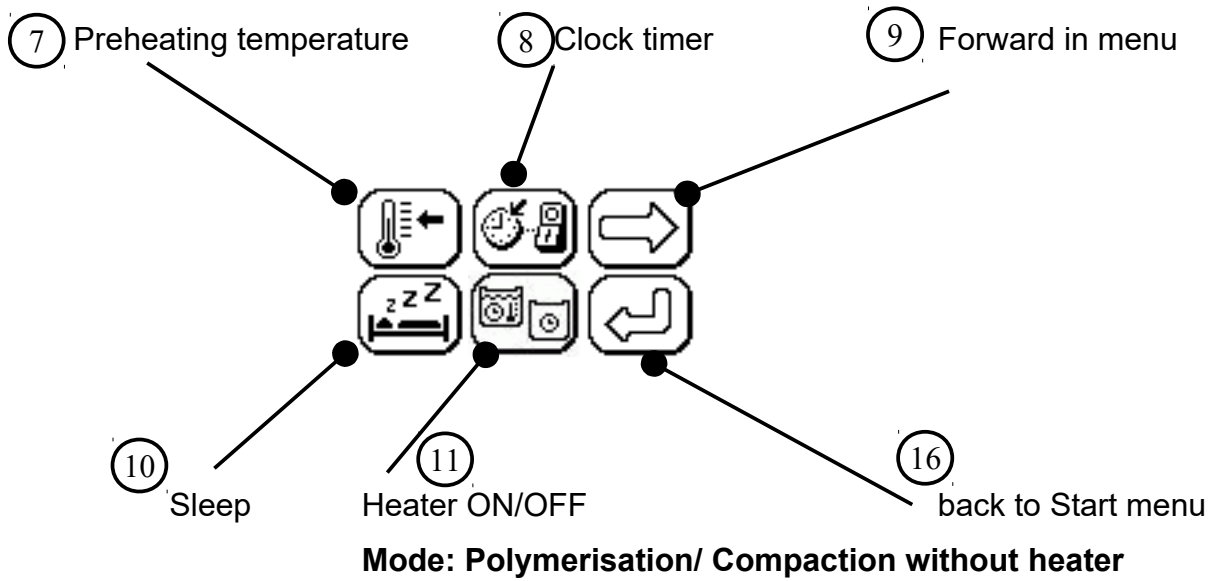 7 Preheating temperature
8 Clock timer
9 Forward in menu
z z Z
10 Sleep
11 Heater ON/OFF
16 back to Start menu
Mode: Polymerisation/ Compaction without heater